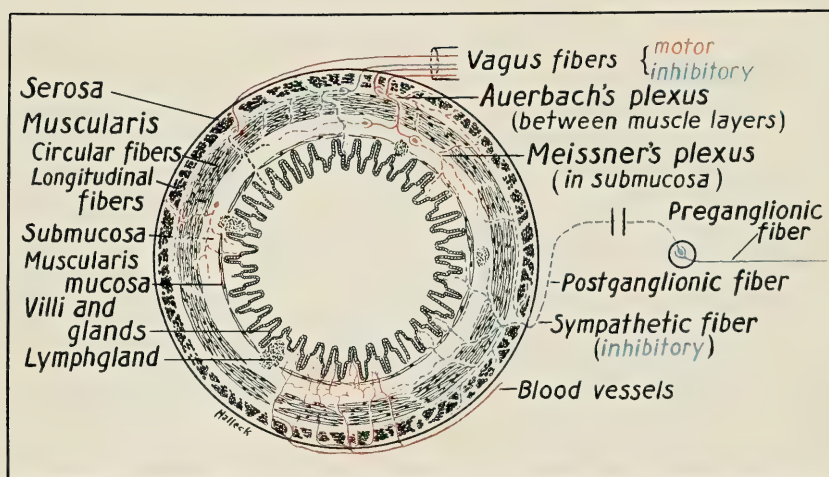 Serosa
Muscularis
Circular fibers
Longitudinal
fibers
Submucosa
Muscularis
mucosa
Villi and
glands
Lymphgland
Halleck
Vagus fibers { motor
inhibitory
Auerbach's plexus
(between muscle layers)
Meissner's plexus
(in submucosa)
Preganglionic
fiber
Postganglionic fiber
Sympathetic fiber
(inhibitory)
Blood vessels